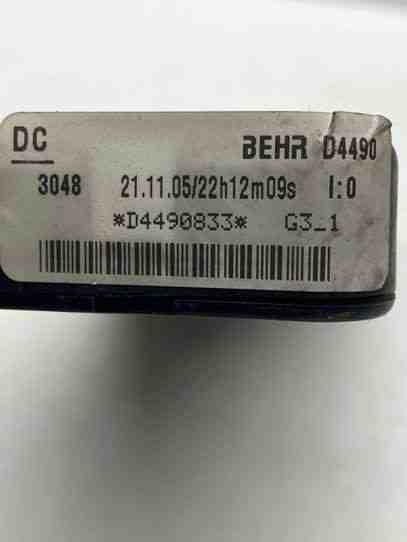 DC BEHR D4490
3048 21.11.05/22h12m09s I:0
*D4490833* G3_1